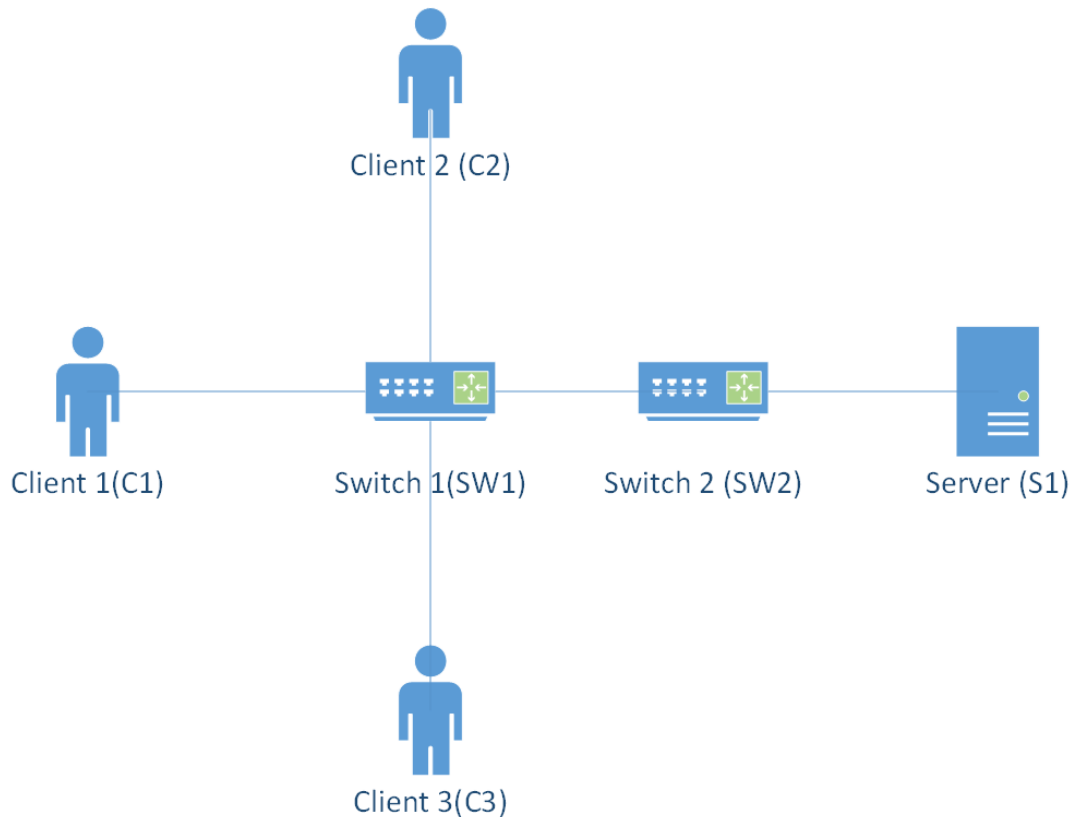 Client 2 (C2)
Client 1(C1)
Switch 1(SW1)
Switch 2 (SW2)
Server (S1)
Client 3(C3)